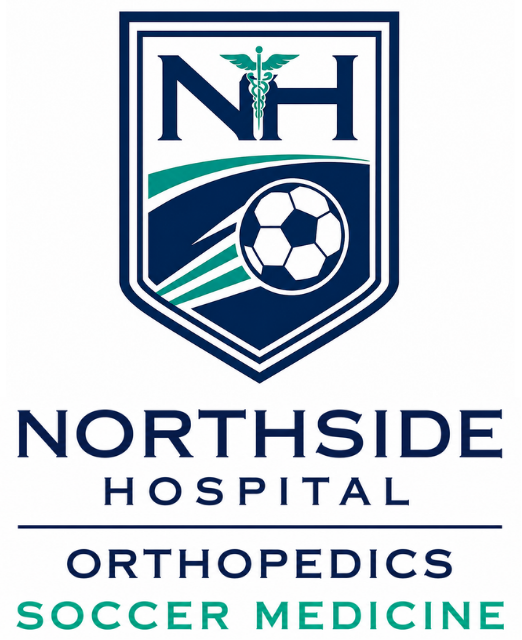 NH
NORTHSIDE
HOSPITAL
ORTHOPEDICS
SOCCER MEDICINE